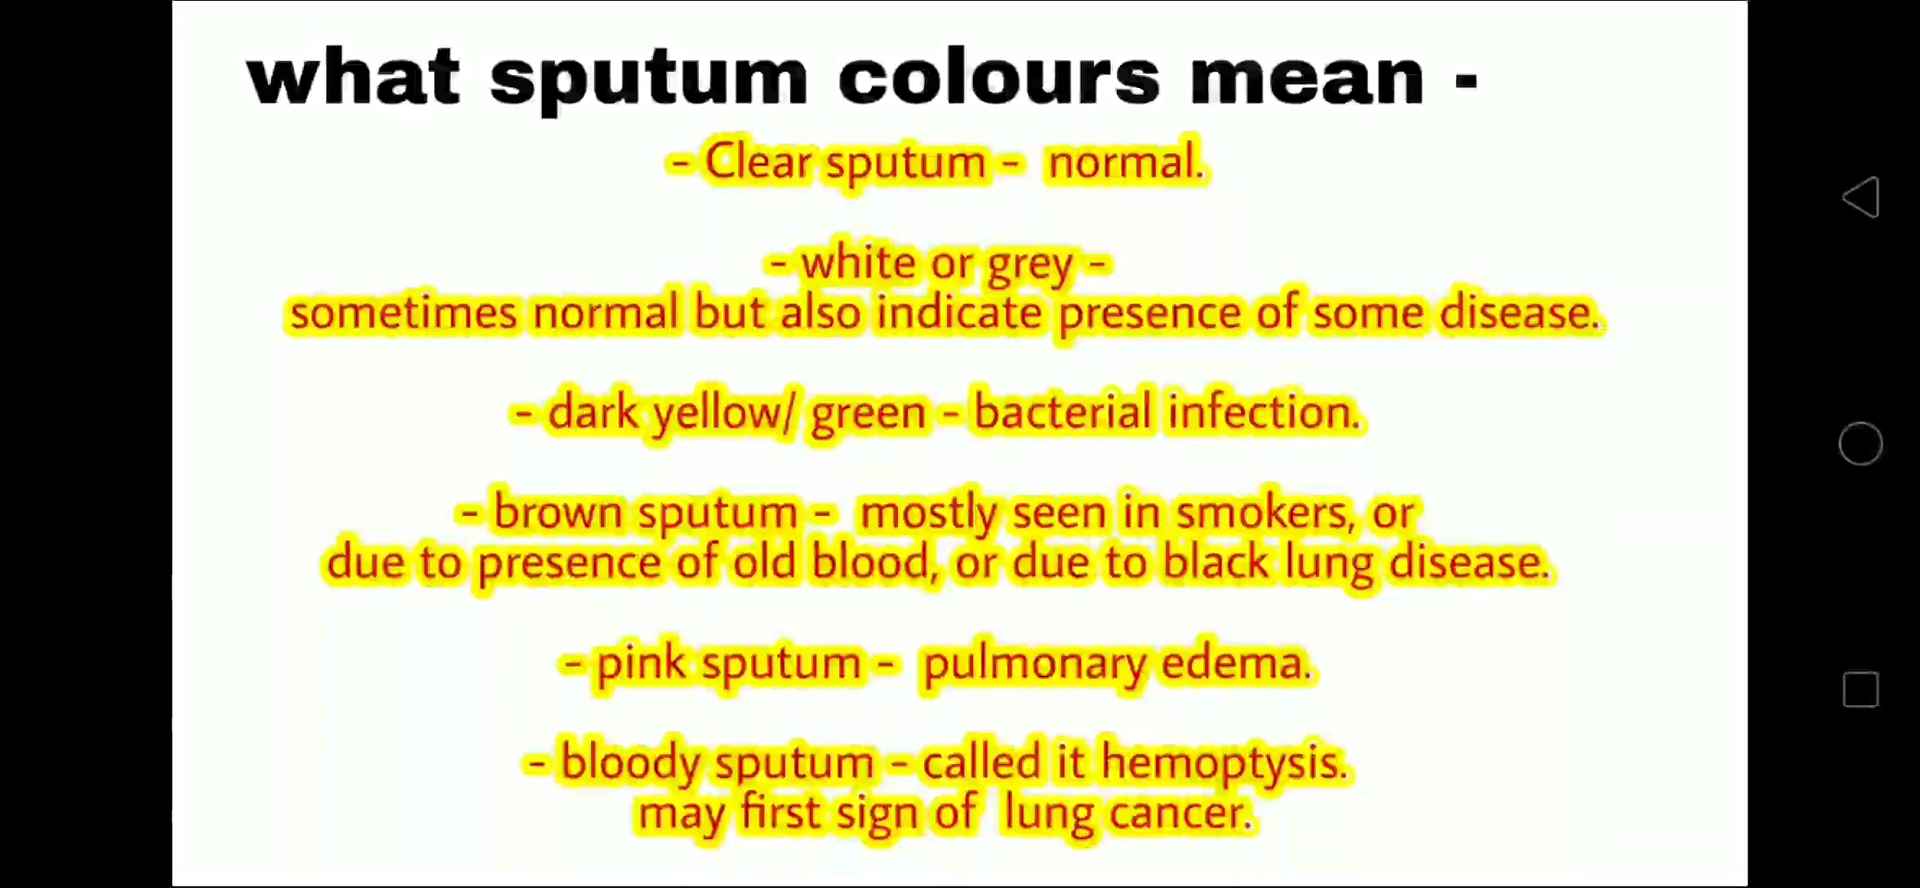 what sputum colours mean -
- Clear sputum - normal.
- white or grey -
sometimes normal but also indicate presence of some disease.
- dark yellow/ green - bacterial infection.
- brown sputum - mostly seen in smokers, or
due to presence of old blood, or due to black lung disease.
- pink sputum - pulmonary edema.
- bloody sputum - called it hemoptysis.
may first sign of lung cancer.